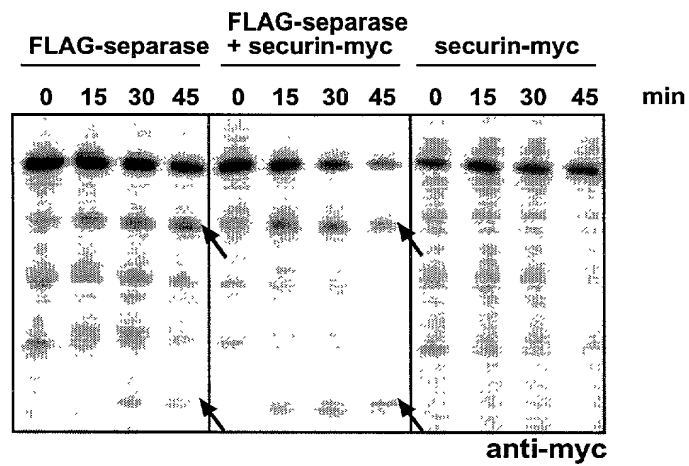 FLAG-separase
FLAG-separase
+ securin-myc
securin-myc
0 15 30 45 0 15 30 45 0 15 30 45 min
anti-myc